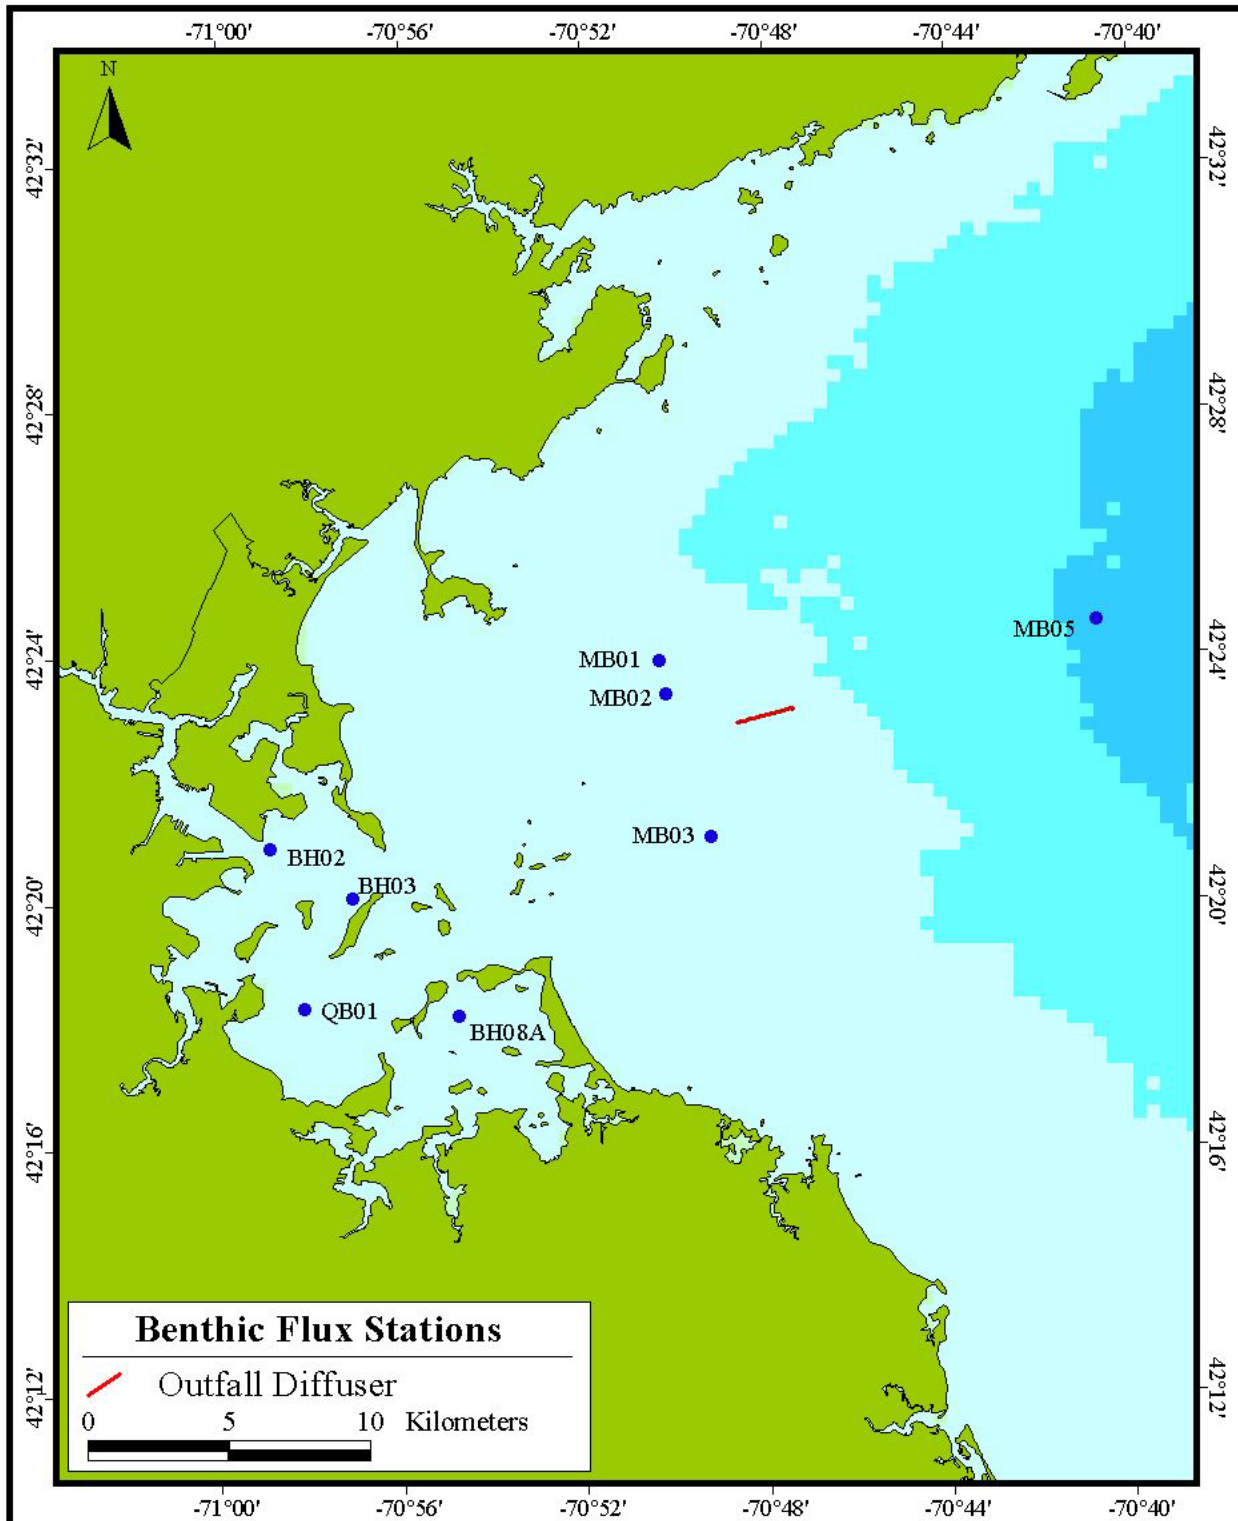 -71°00' -70°56' -70°52' -70°48' -70°44' -70°40'
N
42°32' 42°32'
42°28' 42°28'
MB05
42°24' MB01 42°24'
MB02
MB03
BH02
BH03
42°20' 42°20'
QB01
BH08A
42°16' 42°16'
Benthic Flux Stations
Outfall Diffuser
42°12' 42°12'
0 5 10 Kilometers
-71°00' -70°56' -70°52' -70°48' -70°44' -70°40'